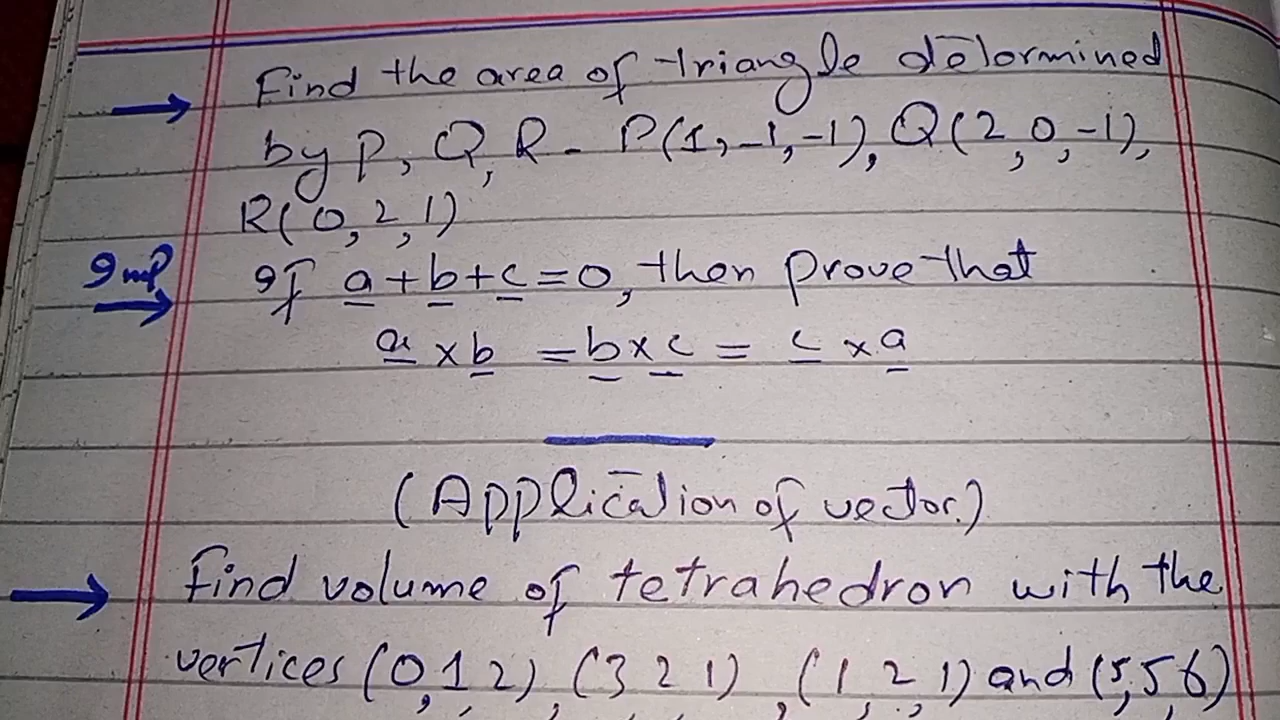 Find the area of triangle determined
by P, Q, R - P(1,-1,-1), Q(2,0,-1),
R(0,2,1)
Imp If a+b+c=0, then prove that
a × b = b × c = c × a
(Application of vector.)
Find volume of tetrahedron with the
vertices (0,1,2), (3,2,1), (1,2,1) and (5,5,6)